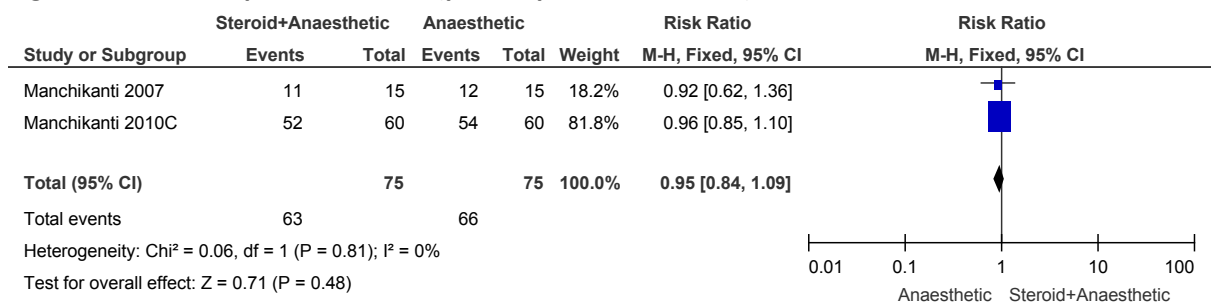 Steroid+Anaesthetic Anaesthetic Risk Ratio Risk Ratio
Study or Subgroup Events Total Events Total Weight M-H, Fixed, 95% CI M-H, Fixed, 95% CI
Manchikanti 2007 11 15 12 15 18.2% 0.92 [0.62, 1.36]
Manchikanti 2010C 52 60 54 60 81.8% 0.96 [0.85, 1.10]
Total (95% CI) 75 75 100.0% 0.95 [0.84, 1.09]
Total events 63 66
Heterogeneity: Chi² = 0.06, df = 1 (P = 0.81); I² = 0%
Test for overall effect: Z = 0.71 (P = 0.48)
0.01 0.1 1 10 100
Anaesthetic Steroid+Anaesthetic